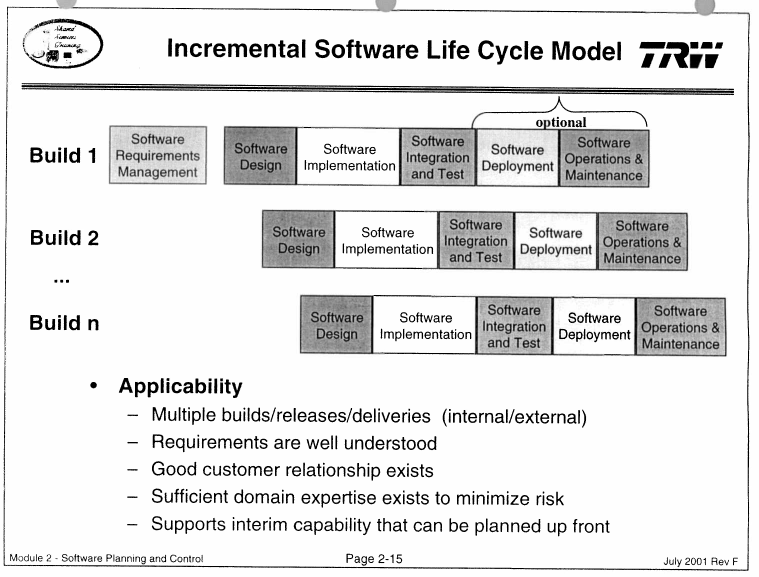 Shared
Incremental Software Life Cycle Model
TRW
optional
Build 1
Software
Requirements
Management
Software
Design
Software
Implementation
Software
Integration
and Test
Software
Deployment
Software
Operations &
Maintenance
Build 2
Software
Design
Software
Implementation
Software
Integration
and Test
Software
Deployment
Software
Operations &
Maintenance
...
Build n
Software
Design
Software
Implementation
Software
Integration
and Test
Software
Deployment
Software
Operations &
Maintenance
• Applicability
– Multiple builds/releases/deliveries (internal/external)
– Requirements are well understood
– Good customer relationship exists
– Sufficient domain expertise exists to minimize risk
– Supports interim capability that can be planned up front
Module 2 - Software Planning and Control
Page 2-15
July 2001 Rev F